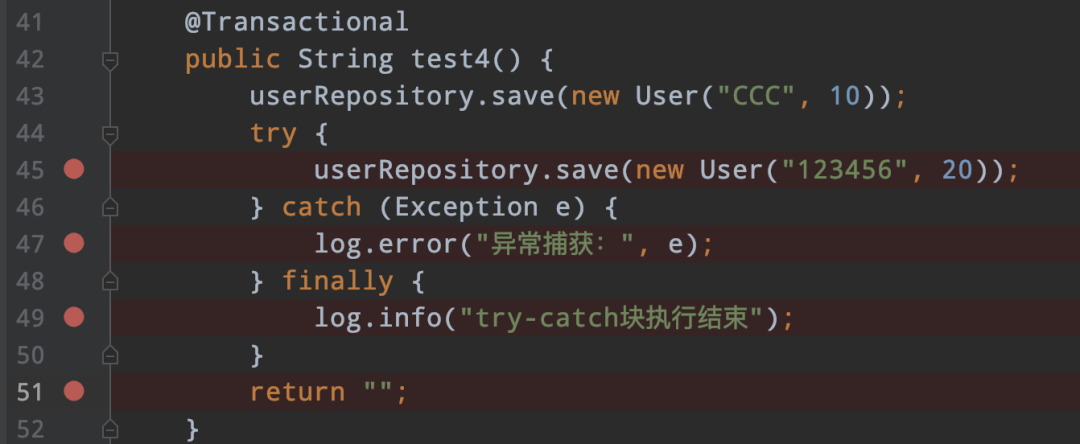 41 @Transactional
42 public String test4() {
43 userRepository.save(new User("CCC", 10));
44 try {
45 userRepository.save(new User("123456", 20));
46 } catch (Exception e) {
47 log.error("异常捕获：", e);
48 } finally {
49 log.info("try-catch块执行结束");
50 }
51 return "";
52 }